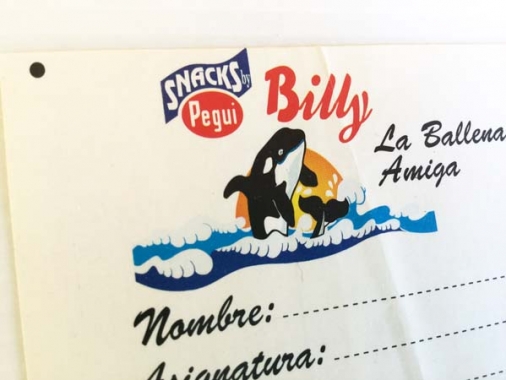 SNACKS by
Pegui
Billy
La Ballena
Amiga
Nombre:
Asignatura: